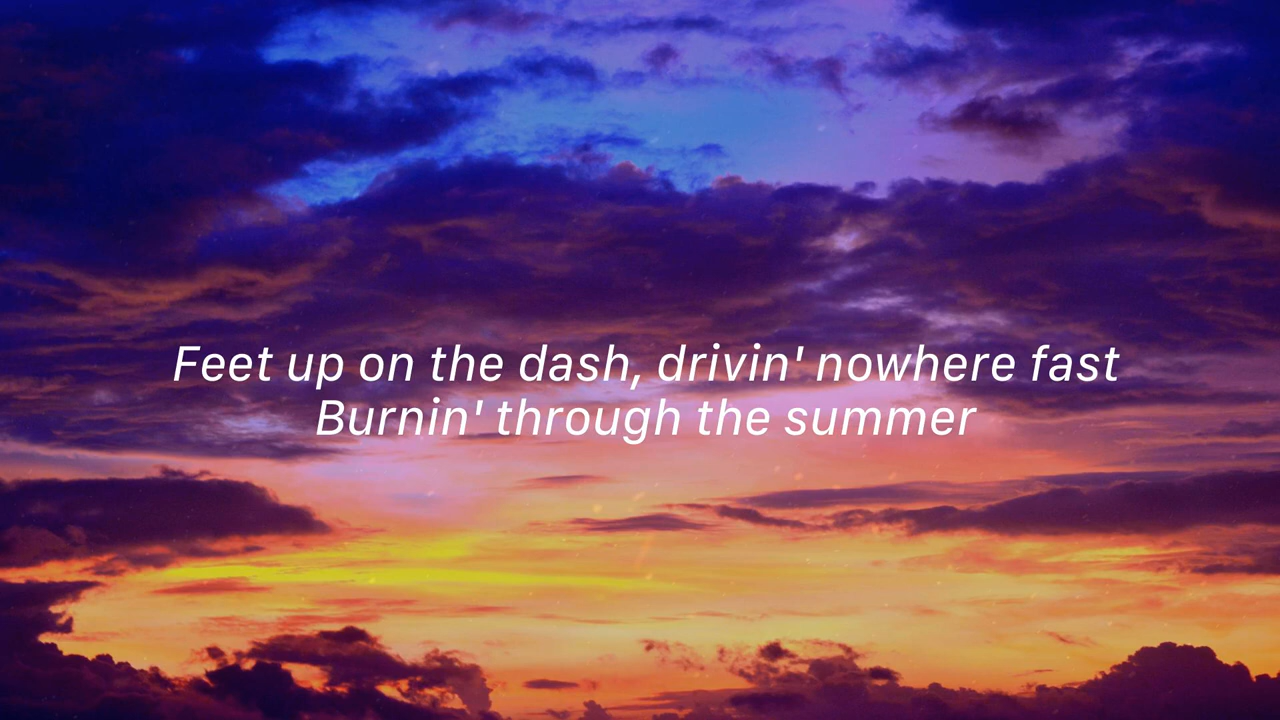 Feet up on the dash, drivin' nowhere fast
Burnin' through the summer